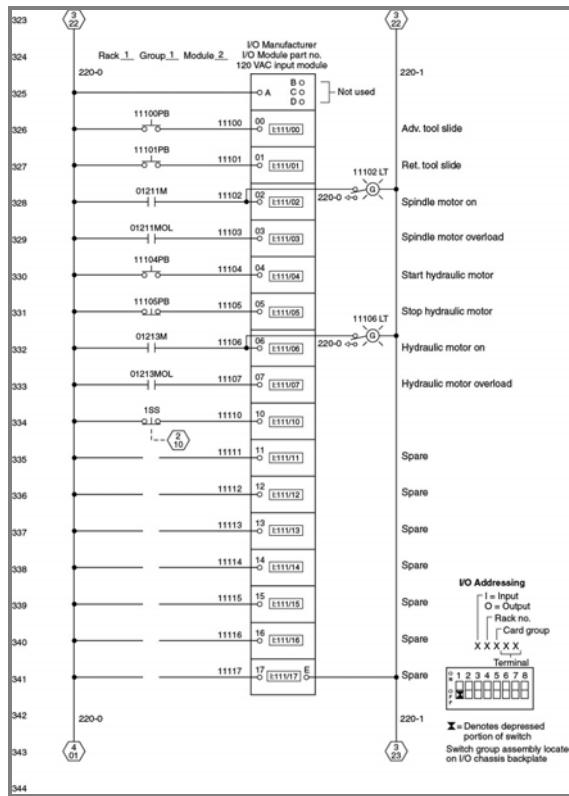 323
3
22
3
22
I/O Manufacturer
324 Rack 1 Group 1 Module 2 I/O Module part no.
120 VAC input module
220-0 220-1
325 A B C D Not used
11100PB
326 11100 00 I:111/00 Adv. tool slide
11101PB
327 11101 01 I:111/01 Ret. tool slide
11102 LT
01211M G
328 11102 02 I:111/02 220-0 Spindle motor on
01211MOL
329 11103 03 I:111/03 Spindle motor overload
11104PB
330 11104 04 I:111/04 Start hydraulic motor
11105PB
331 11105 05 I:111/05 Stop hydraulic motor
11106 LT
01213M G
332 11106 06 I:111/06 220-0 Hydraulic motor on
01213MOL
333 11107 07 I:111/07 Hydraulic motor overload
1SS
334 11110 10 I:111/10
2
10
335 11111 11 I:111/11 Spare
336 11112 12 I:111/12 Spare
337 11113 13 I:111/13 Spare
338 11114 14 I:111/14 Spare
339 11115 15 I:111/15 Spare
340 11116 16 I:111/16 Spare
341 11117 17 I:111/17 E Spare
342
220-0 220-1
343
4
01
3
23
344
I/O Addressing
I = Input
O = Output
Rack no.
Card group
X X X X X
Terminal
ON
OFF
1 2 3 4 5 6 7 8
= Denotes depressed
portion of switch
Switch group assembly locate
on I/O chassis backplate